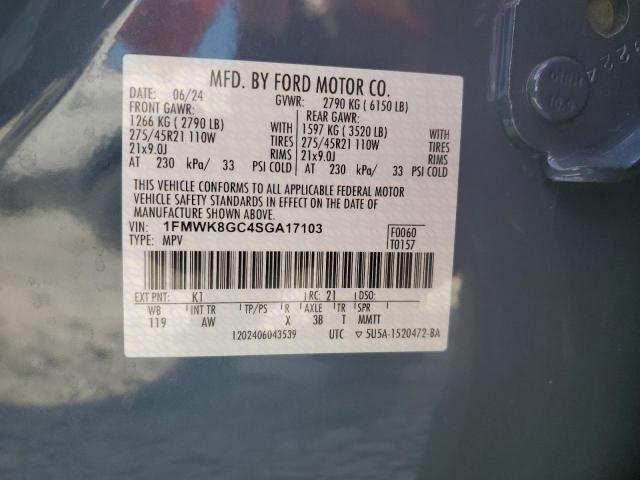 MFD. BY FORD MOTOR CO.
DATE: 06/24 GVWR: 2790 KG ( 6150 LB)
FRONT GAWR: REAR GAWR:
1266 KG ( 2790 LB) WITH 1597 KG ( 3520 LB) WITH
275/45R21 110W TIRES 275/45R21 110W TIRES
21x9.0J RIMS 21x9.0J RIMS
AT 230 kPa/ 33 PSI COLD AT 230 kPa/ 33 PSI COLD
THIS VEHICLE CONFORMS TO ALL APPLICABLE FEDERAL MOTOR
VEHICLE SAFETY STANDARDS IN EFFECT ON THE DATE OF
MANUFACTURE SHOWN ABOVE.
VIN: 1FMWK8GC4SGA17103 F0060
TYPE: MPV T0157
EXT PNT: K1 RC: 21 DSO:
WB INT TR TP/PS R AXLE TR SPR
119 AW X 3B T MMTT
1202406043539 UTC ▽ 5U5A-1520472-BA